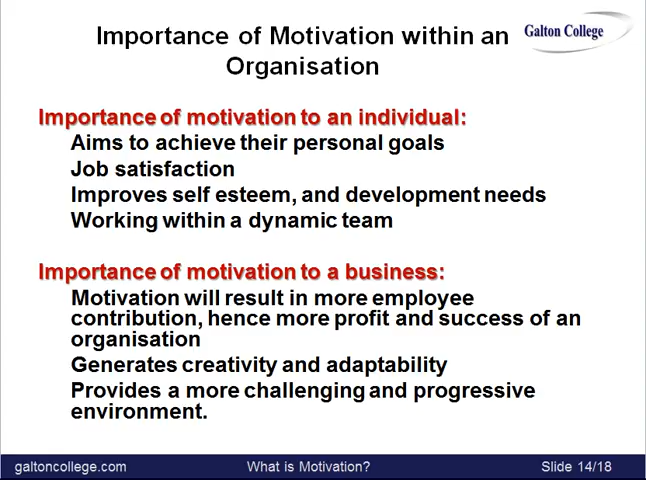 Importance of Motivation within an
Organisation
Galton College
Importance of motivation to an individual:
Aims to achieve their personal goals
Job satisfaction
Improves self esteem, and development needs
Working within a dynamic team
Importance of motivation to a business:
Motivation will result in more employee
contribution, hence more profit and success of an
organisation
Generates creativity and adaptability
Provides a more challenging and progressive
environment.
galtoncollege.com What is Motivation? Slide 14/18